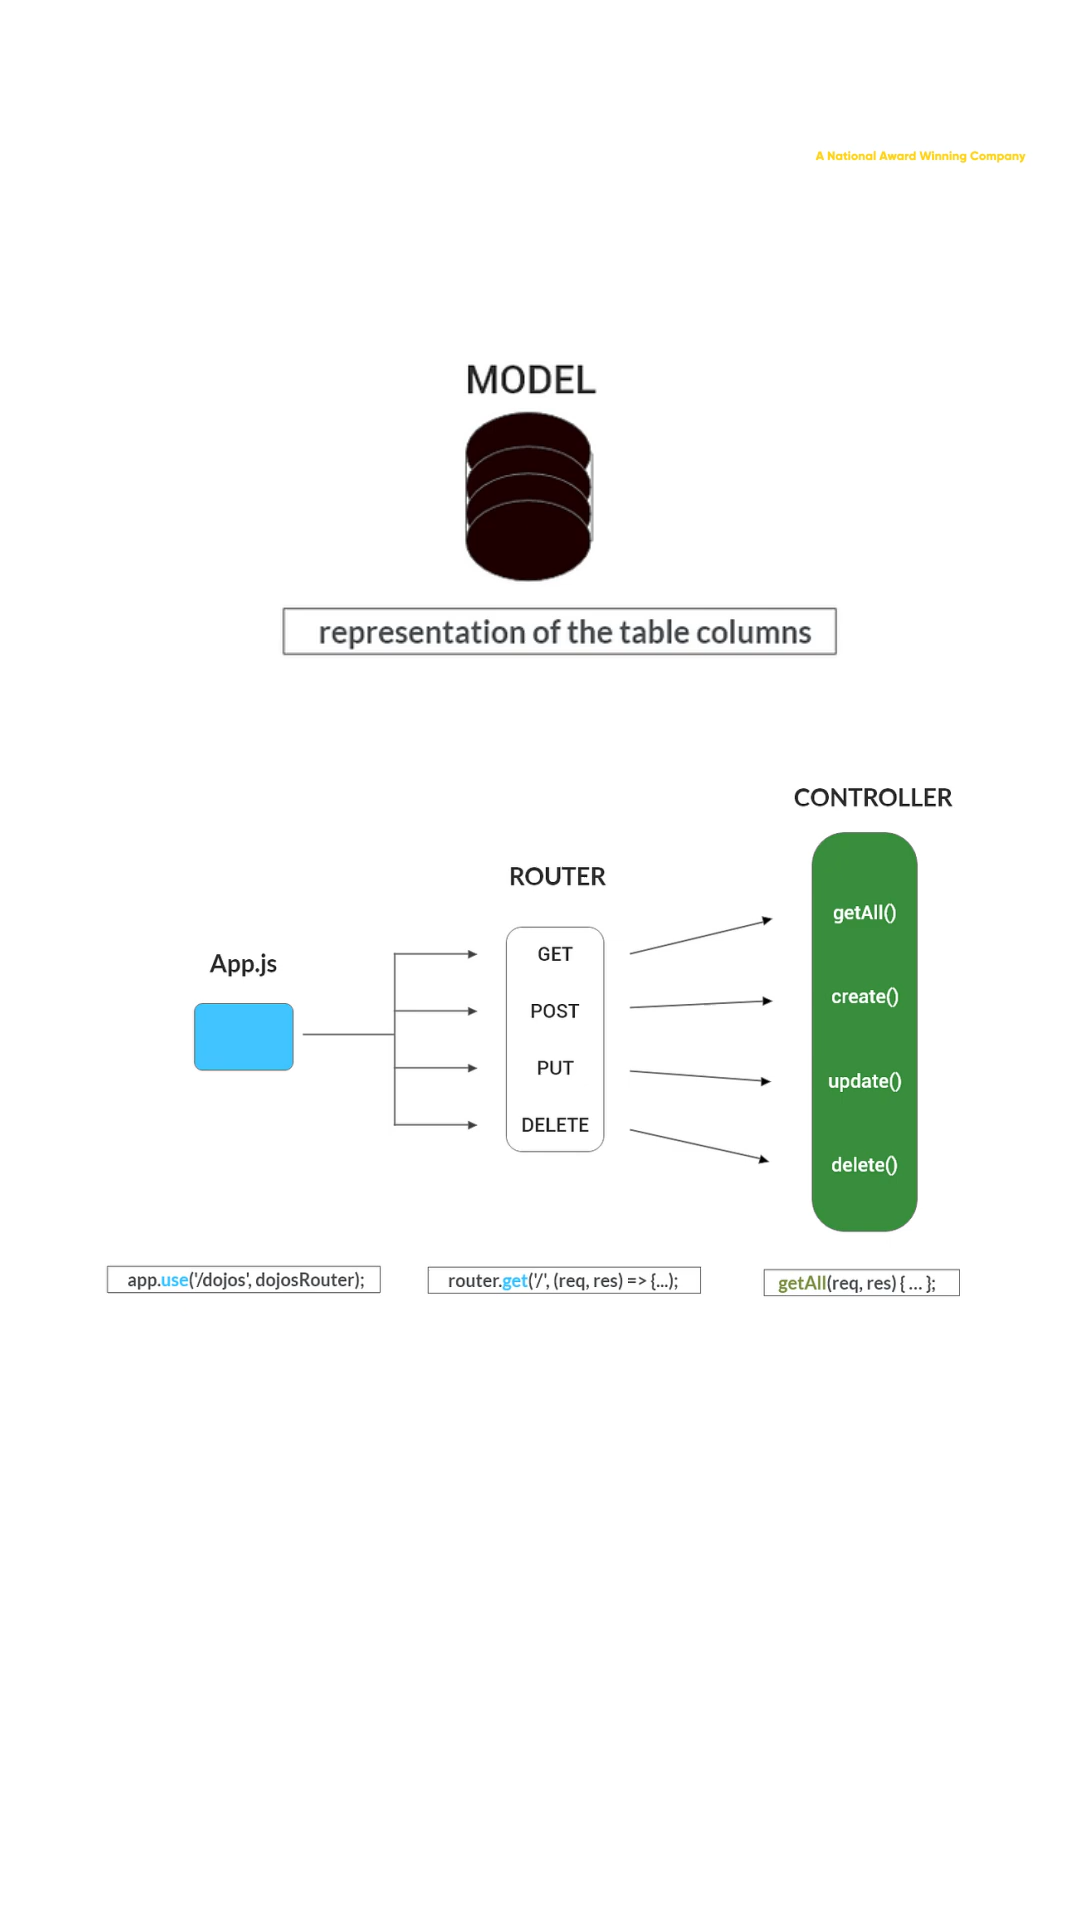 A National Award Winning Company
MODEL
representation of the table columns
CONTROLLER
ROUTER
App.js
GET
POST
PUT
DELETE
getAll()
create()
update()
delete()
app.use('/dojos', dojosRouter);
router.get('/', (req, res) => {...);
getAll(req, res) { ... };